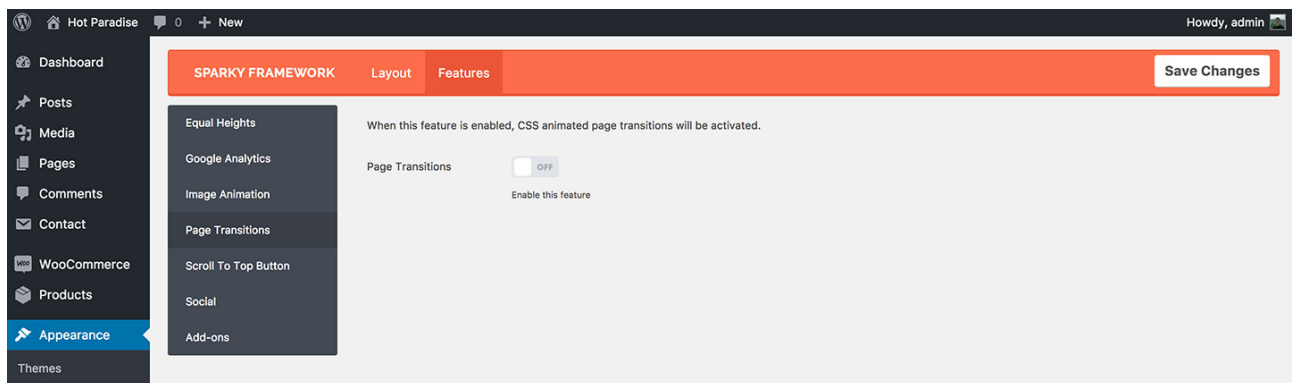 Hot Paradise 0 New Howdy, admin
Dashboard
Posts
Media
Pages
Comments
Contact
WooCommerce
Products
Appearance
Themes
SPARKY FRAMEWORK Layout Features Save Changes
Equal Heights
Google Analytics
Image Animation
Page Transitions
Scroll To Top Button
Social
Add-ons
When this feature is enabled, CSS animated page transitions will be activated.
Page Transitions OFF
Enable this feature